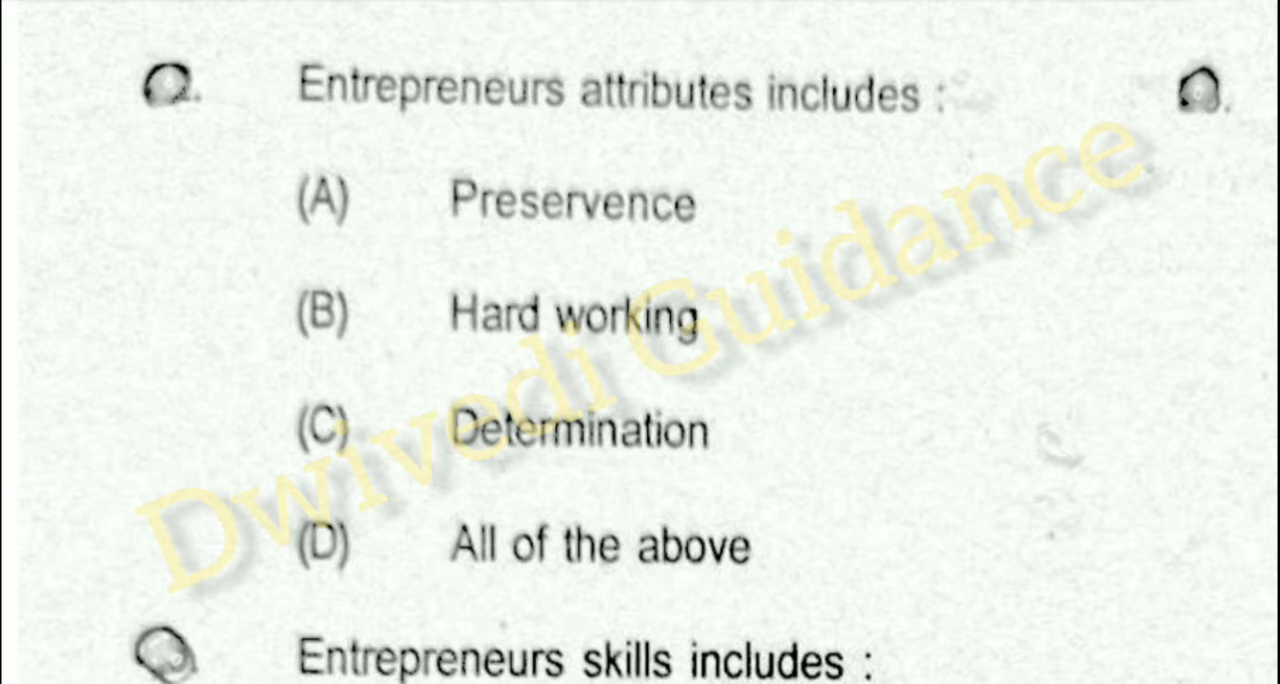 Entrepreneurs attributes includes :
(A) Preservence
(B) Hard working
(C) Determination
(D) All of the above
Entrepreneurs skills includes :
Dwivedi Guidance